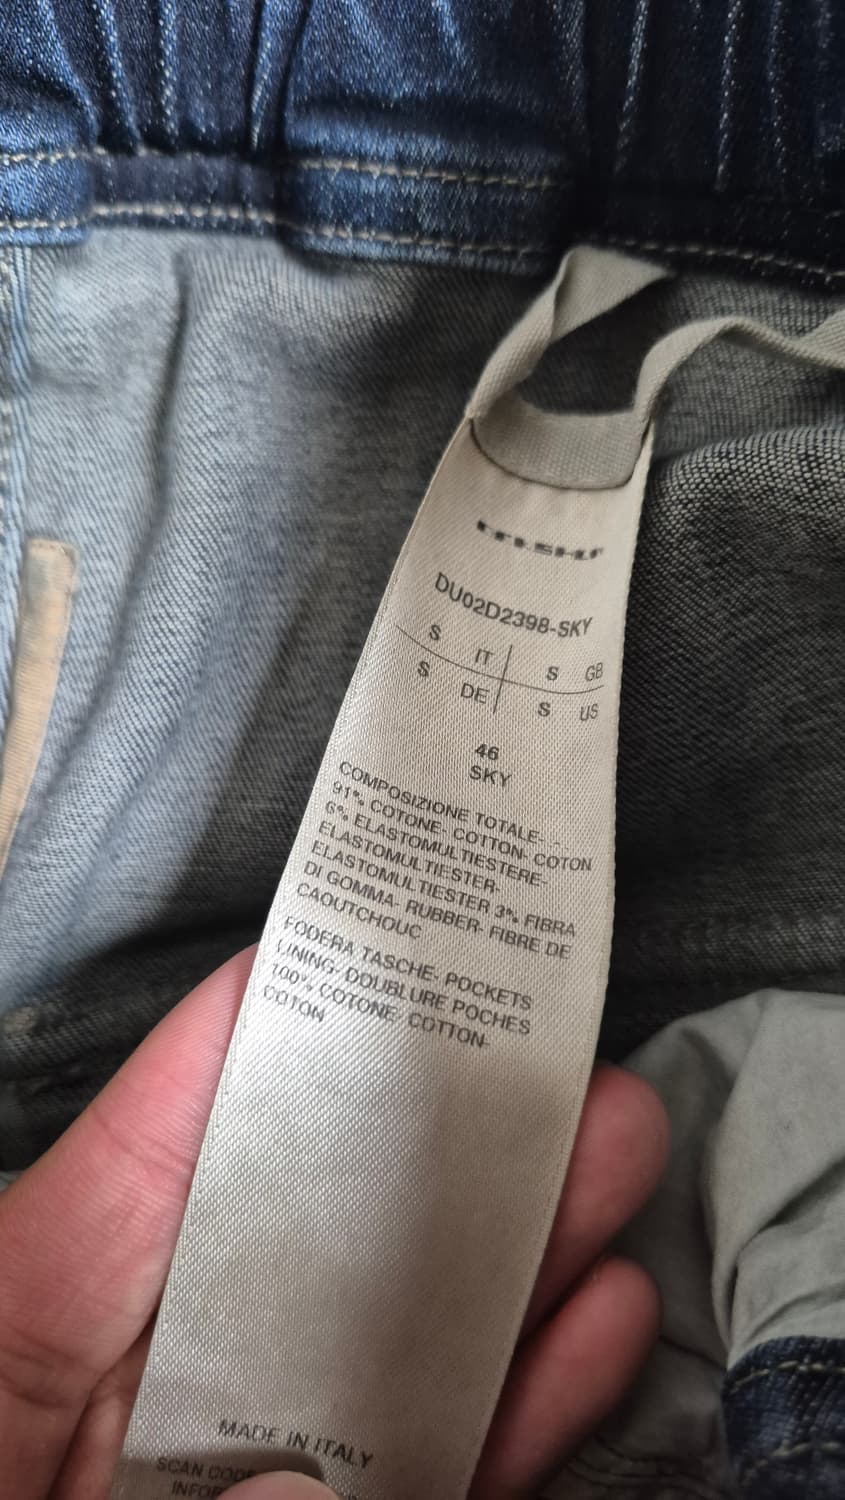 DU02D2398-SKY
S IT S GB
S DE S US
46
SKY
COMPOSIZIONE TOTALE- -
91% COTONE- COTTON- COTON
6% ELASTOMULTIESTERE-
ELASTOMULTIESTER-
ELASTOMULTIESTER 3% FIBRA
DI GOMMA- RUBBER- FIBRE DE
CAOUTCHOUC
FODERA TASCHE- POCKETS
LINING- DOUBLURE POCHES
100% COTONE- COTTON-
COTON
MADE IN ITALY
SCAN CODE